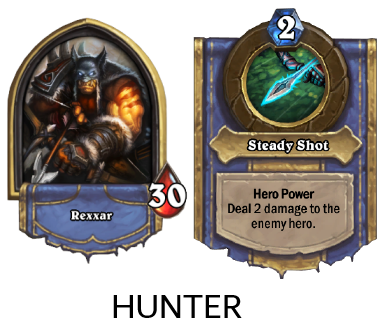 Rexxar
30
2
Steady Shot
Hero Power
Deal 2 damage to the
enemy hero.
HUNTER